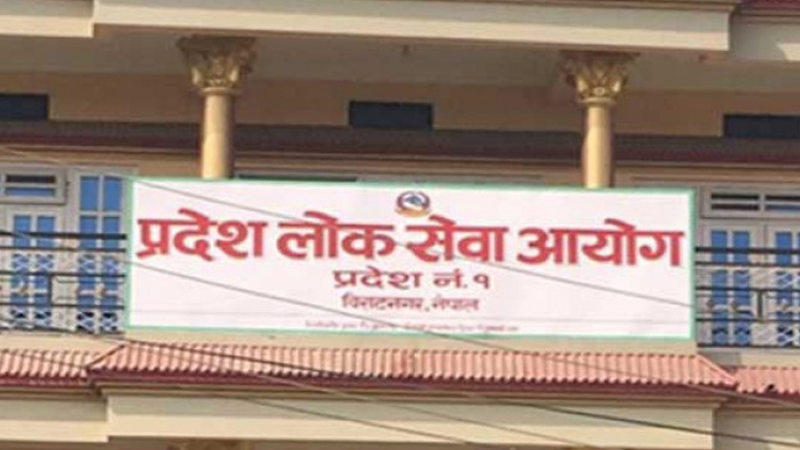 प्रदेश लोक सेवा आयोग
प्रदेश नं. १
विराटनगर, नेपाल